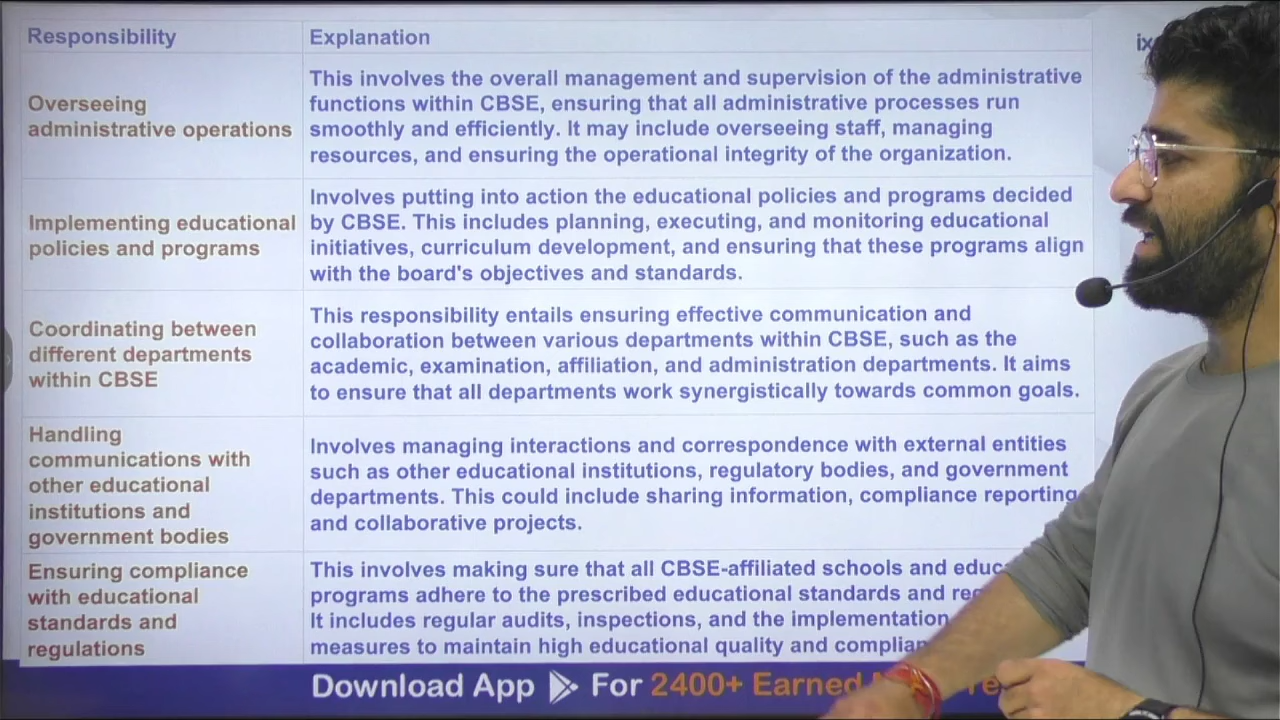 Responsibility
Explanation
Overseeing
administrative operations
This involves the overall management and supervision of the administrative
functions within CBSE, ensuring that all administrative processes run
smoothly and efficiently. It may include overseeing staff, managing
resources, and ensuring the operational integrity of the organization.
Implementing educational
policies and programs
Involves putting into action the educational policies and programs decided
by CBSE. This includes planning, executing, and monitoring educational
initiatives, curriculum development, and ensuring that these programs align
with the board's objectives and standards.
Coordinating between
different departments
within CBSE
This responsibility entails ensuring effective communication and
collaboration between various departments within CBSE, such as the
academic, examination, affiliation, and administration departments. It aims
to ensure that all departments work synergistically towards common goals.
Handling
communications with
other educational
institutions and
government bodies
Involves managing interactions and correspondence with external entities
such as other educational institutions, regulatory bodies, and government
departments. This could include sharing information, compliance reporting
and collaborative projects.
Ensuring compliance
with educational
standards and
regulations
This involves making sure that all CBSE-affiliated schools and
programs adhere to the prescribed educational standards and
It includes regular audits, inspections, and the implementation
measures to maintain high educational quality and
Download App For 2400+ Earned